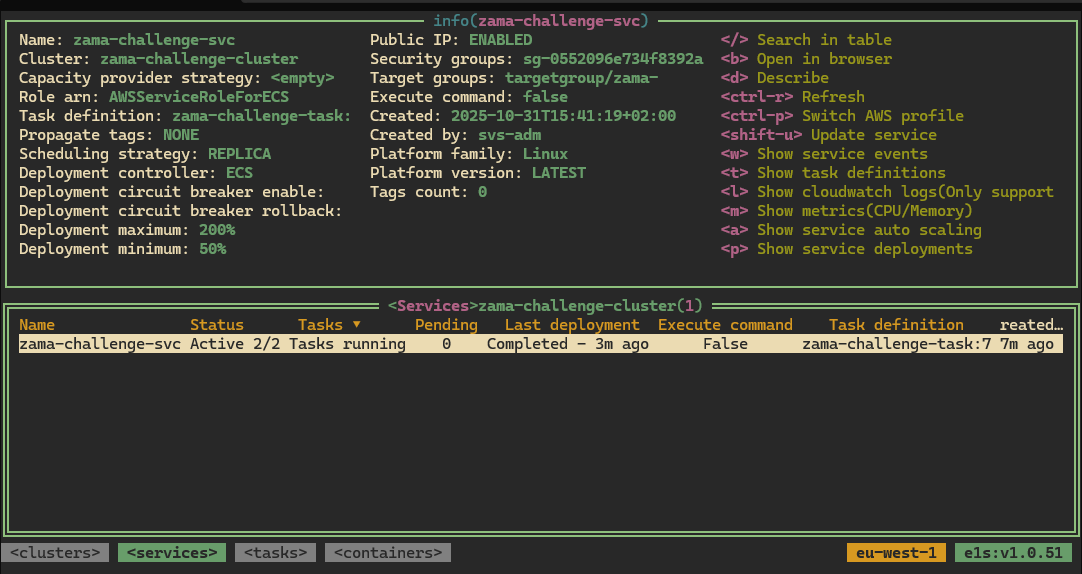 info(zama-challenge-svc)
Name: zama-challenge-svc
Cluster: zama-challenge-cluster
Capacity provider strategy: <empty>
Role arn: AWSServiceRoleForECS
Task definition: zama-challenge-task:
Propagate tags: NONE
Scheduling strategy: REPLICA
Deployment controller: ECS
Deployment circuit breaker enable:
Deployment circuit breaker rollback:
Deployment maximum: 200%
Deployment minimum: 50%
Public IP: ENABLED
Security groups: sg-0552096e734f8392a
Target groups: targetgroup/zama-
Execute command: false
Created: 2025-10-31T15:41:19+02:00
Created by: svs-adm
Platform family: Linux
Platform version: LATEST
Tags count: 0
</> Search in table
<b> Open in browser
<d> Describe
<ctrl-r> Refresh
<ctrl-p> Switch AWS profile
<shift-u> Update service
<w> Show service events
<t> Show task definitions
<l> Show cloudwatch logs(Only support
<m> Show metrics(CPU/Memory)
<a> Show service auto scaling
<p> Show service deployments
<Services>zama-challenge-cluster(1)
Name Status Tasks ▼ Pending Last deployment Execute command Task definition reated…
zama-challenge-svc Active 2/2 Tasks running 0 Completed - 3m ago False zama-challenge-task:7 7m ago
<clusters> <services> <tasks> <containers> eu-west-1 e1s:v1.0.51